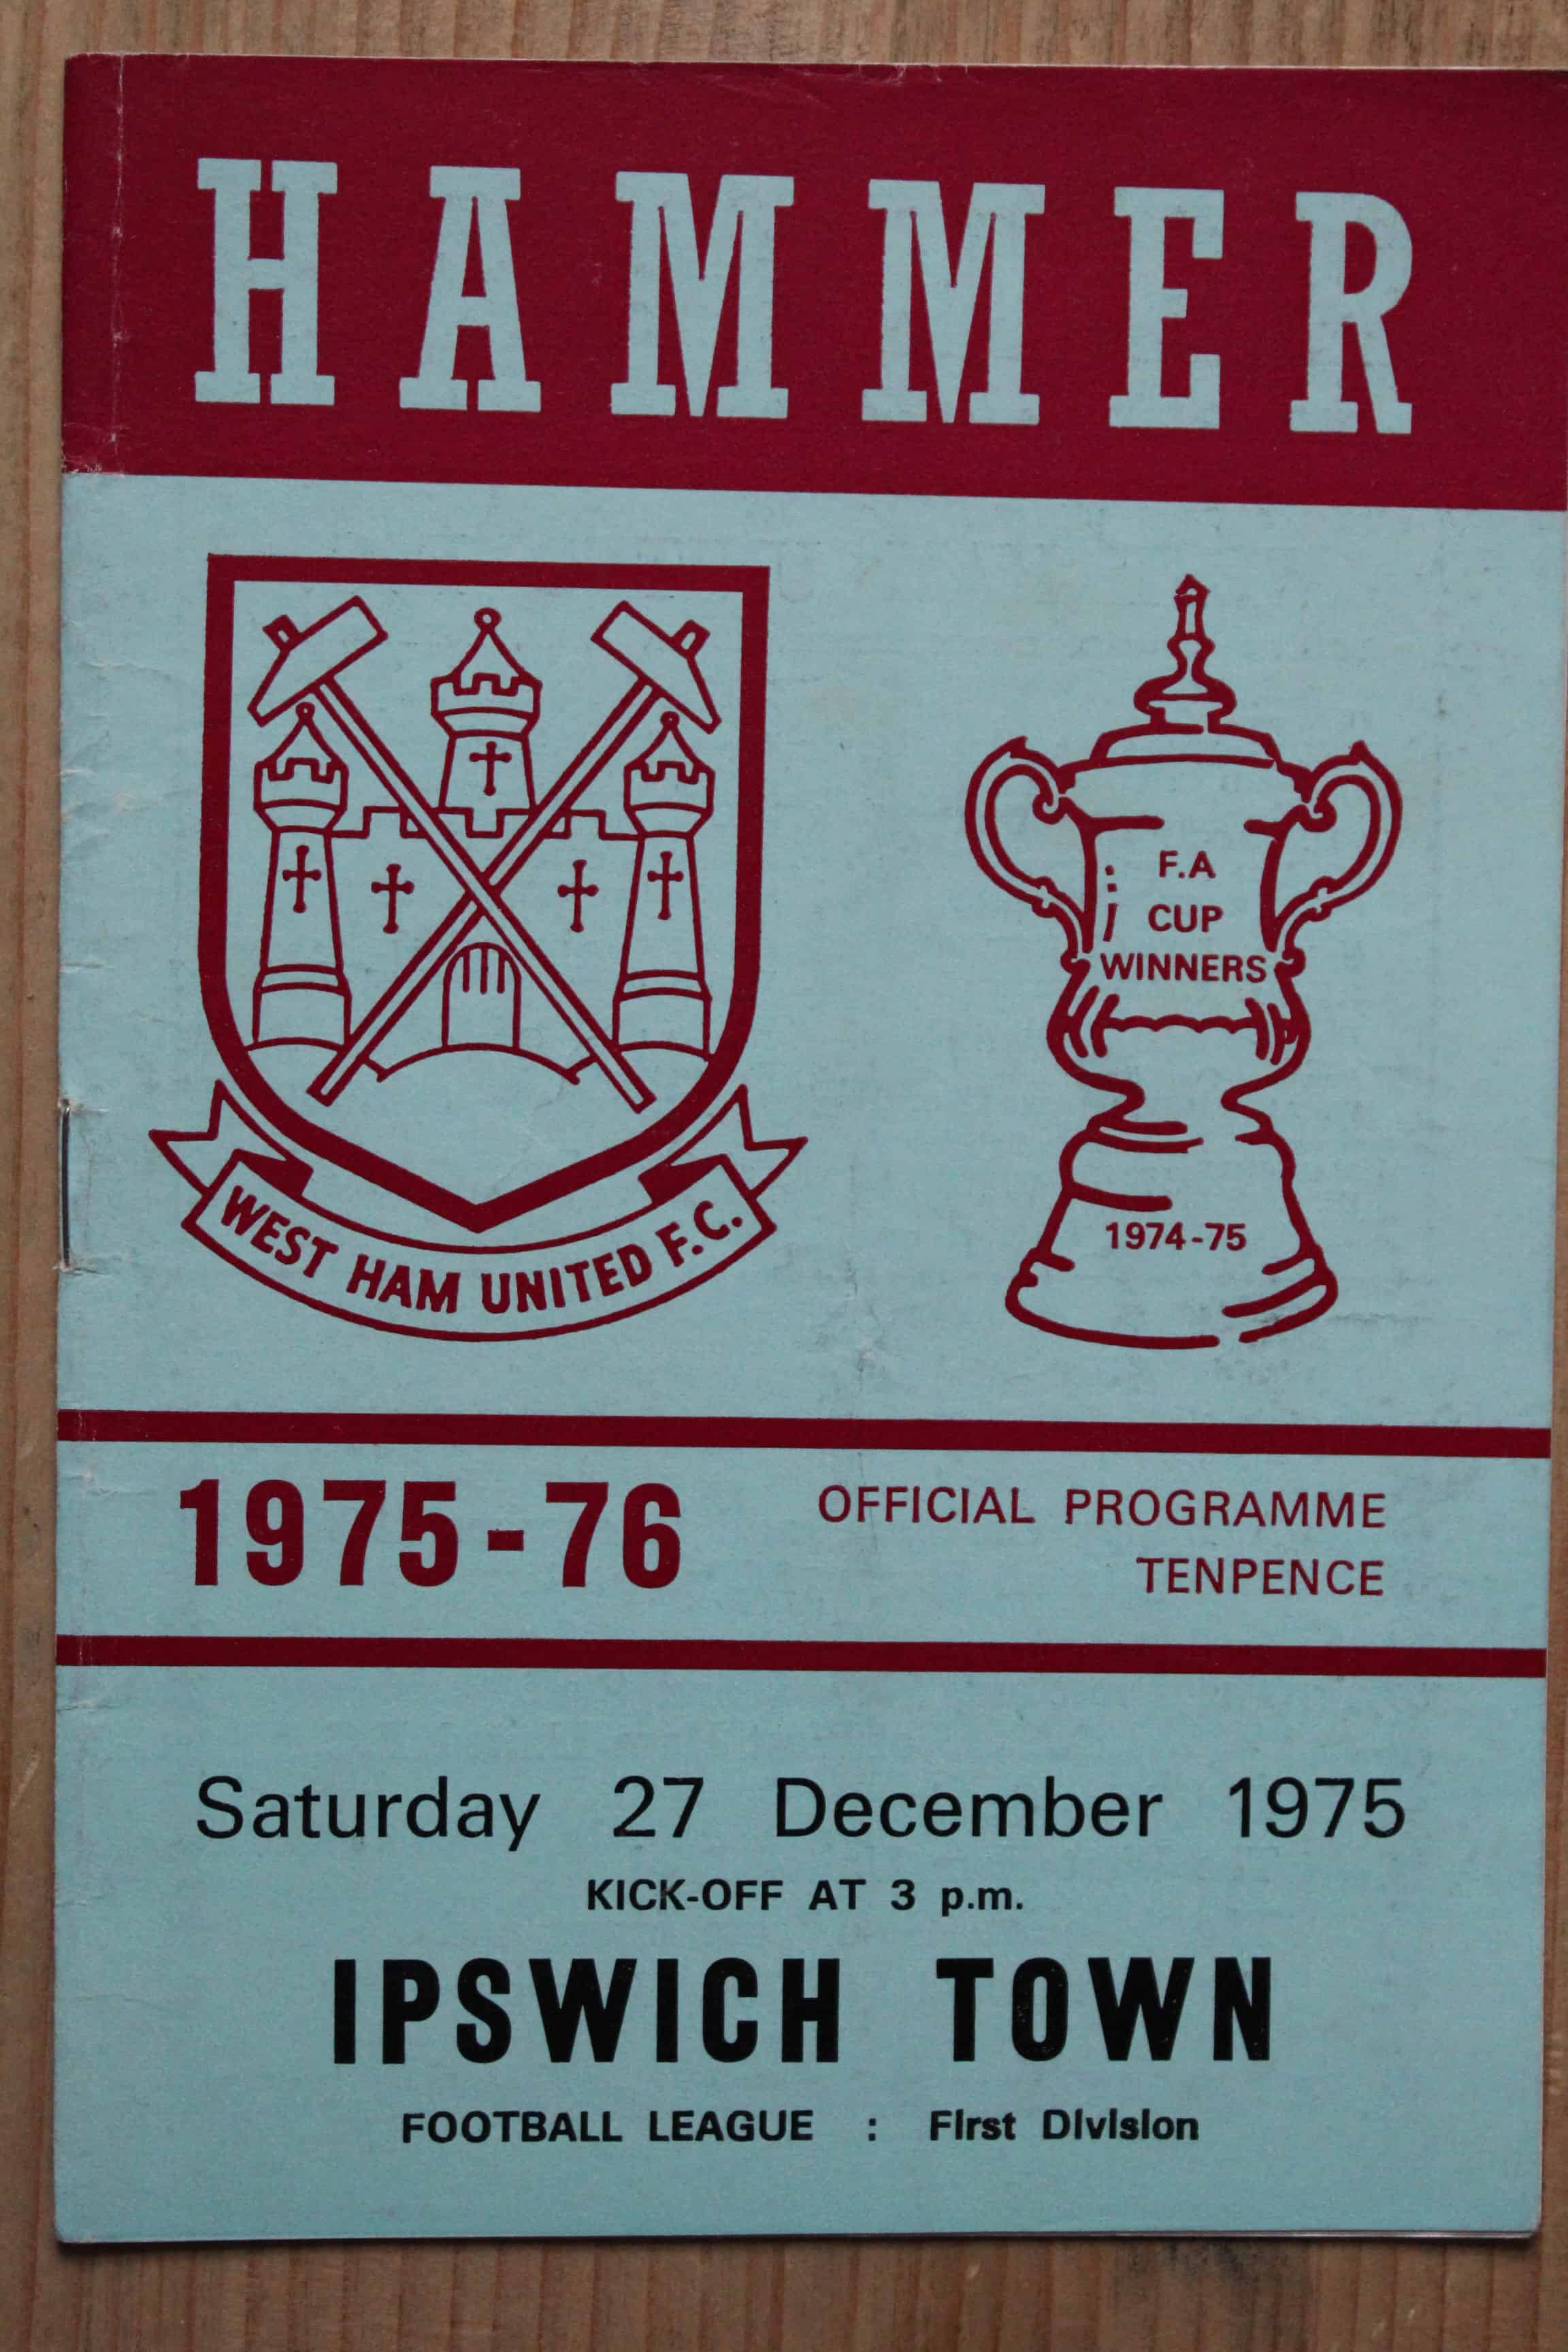 HAMMER
WEST HAM UNITED F.C.
F.A
CUP
WINNERS
1974-75
1975-76
OFFICIAL PROGRAMME
TENPENCE
Saturday 27 December 1975
KICK-OFF AT 3 p.m.
IPSWICH TOWN
FOOTBALL LEAGUE : First Division